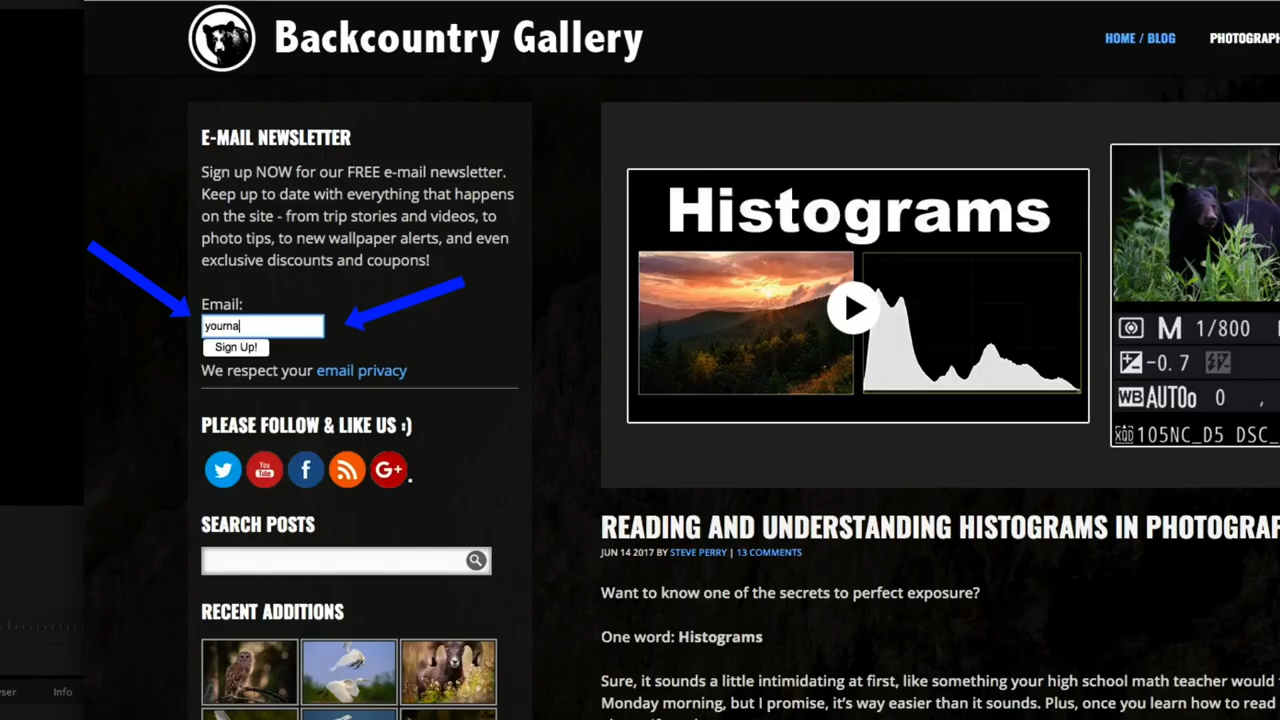 Backcountry Gallery
HOME / BLOG
PHOTOGRAPH
E-MAIL NEWSLETTER
Sign up NOW for our FREE e-mail newsletter.
Keep up to date with everything that happens
on the site - from trip stories and videos, to
photo tips, to new wallpaper alerts, and even
exclusive discounts and coupons!
Email:
yourna
Sign Up!
We respect your email privacy
PLEASE FOLLOW & LIKE US :)
You
Tube
f
G+
.
SEARCH POSTS
RECENT ADDITIONS
Histograms
M 1/800
-0.7
WB AUTO0 0 ,
XQD 105NC_D5 DSC_
READING AND UNDERSTANDING HISTOGRAMS IN PHOTOGRAP
JUN 14 2017 BY STEVE PERRY | 13 COMMENTS
Want to know one of the secrets to perfect exposure?
One word: Histograms
Sure, it sounds a little intimidating at first, like something your high school math teacher would
Monday morning, but I promise, it's way easier than it sounds. Plus, once you learn how to read
Info